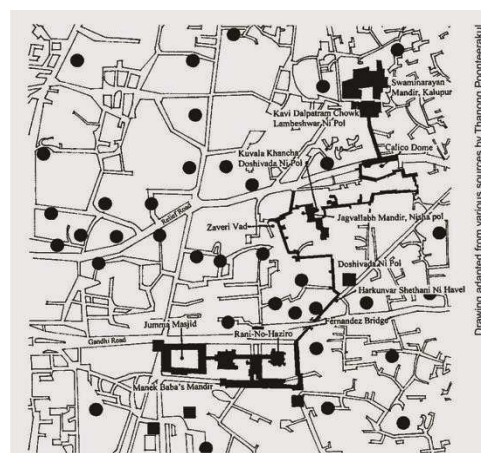 Swaminarayan
Mandir, Kalupur
Kavi Dalpatram Chowk
Lambeshwar Ni Pol
Calico Dome
Kuvala Khancha
Doshivada Ni Pol
Relief Road
Zaveri Vad
Jagvallabh Mandir, Nisha pol
Doshivada Ni Pol
Harkunvar Shethani Ni Havel
Fernandez Bridge
Jumma Masjid
Rani-No-Haziro
Gandhi Road
Manek Baba's Mandir
Drawing adapted from various sources by Thanong Poonteerakul